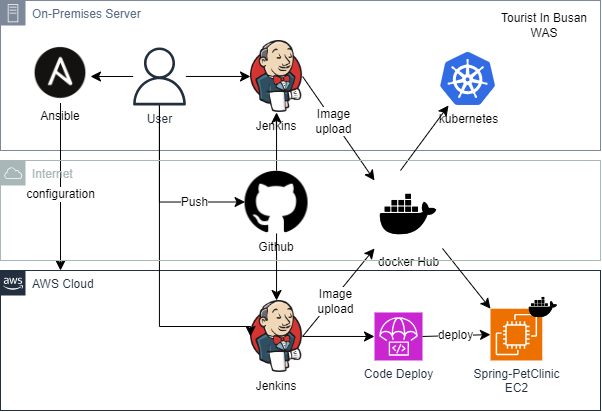 On-Premises Server
Tourist In Busan
WAS
Ansible
User
Jenkins
Image
upload
kubernetes
Internet
configuration
Push
Github
docker Hub
aws
AWS Cloud
Image
upload
Jenkins
Code Deploy
deploy
Spring-PetClinic
EC2